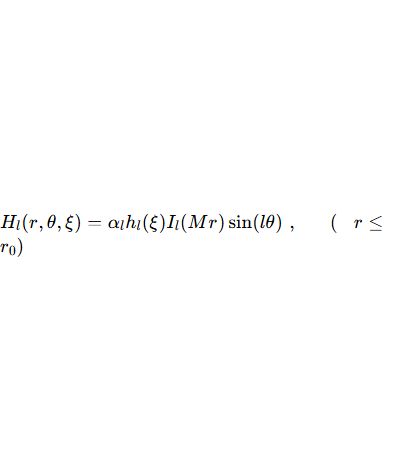 H_l(r, θ, ξ) = α_l h_l(ξ) I_l(Mr) sin(lθ) , ( r ≤
r_0)